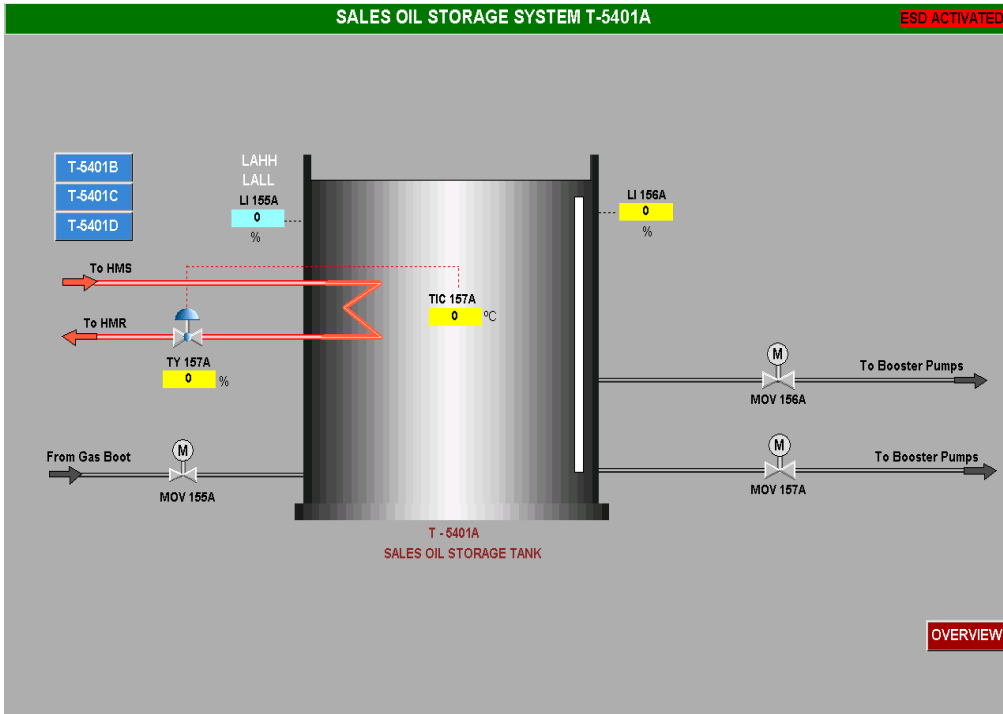 SALES OIL STORAGE SYSTEM T-5401A
ESD ACTIVATED
T-5401B
T-5401C
T-5401D
LAHH
LALL
LI 155A
0
%
LI 156A
0
%
To HMS
TIC 157A
0 ºC
To HMR
TY 157A
0 %
M
To Booster Pumps
MOV 156A
From Gas Boot
M
MOV 155A
M
To Booster Pumps
MOV 157A
T - 5401A
SALES OIL STORAGE TANK
OVERVIEW